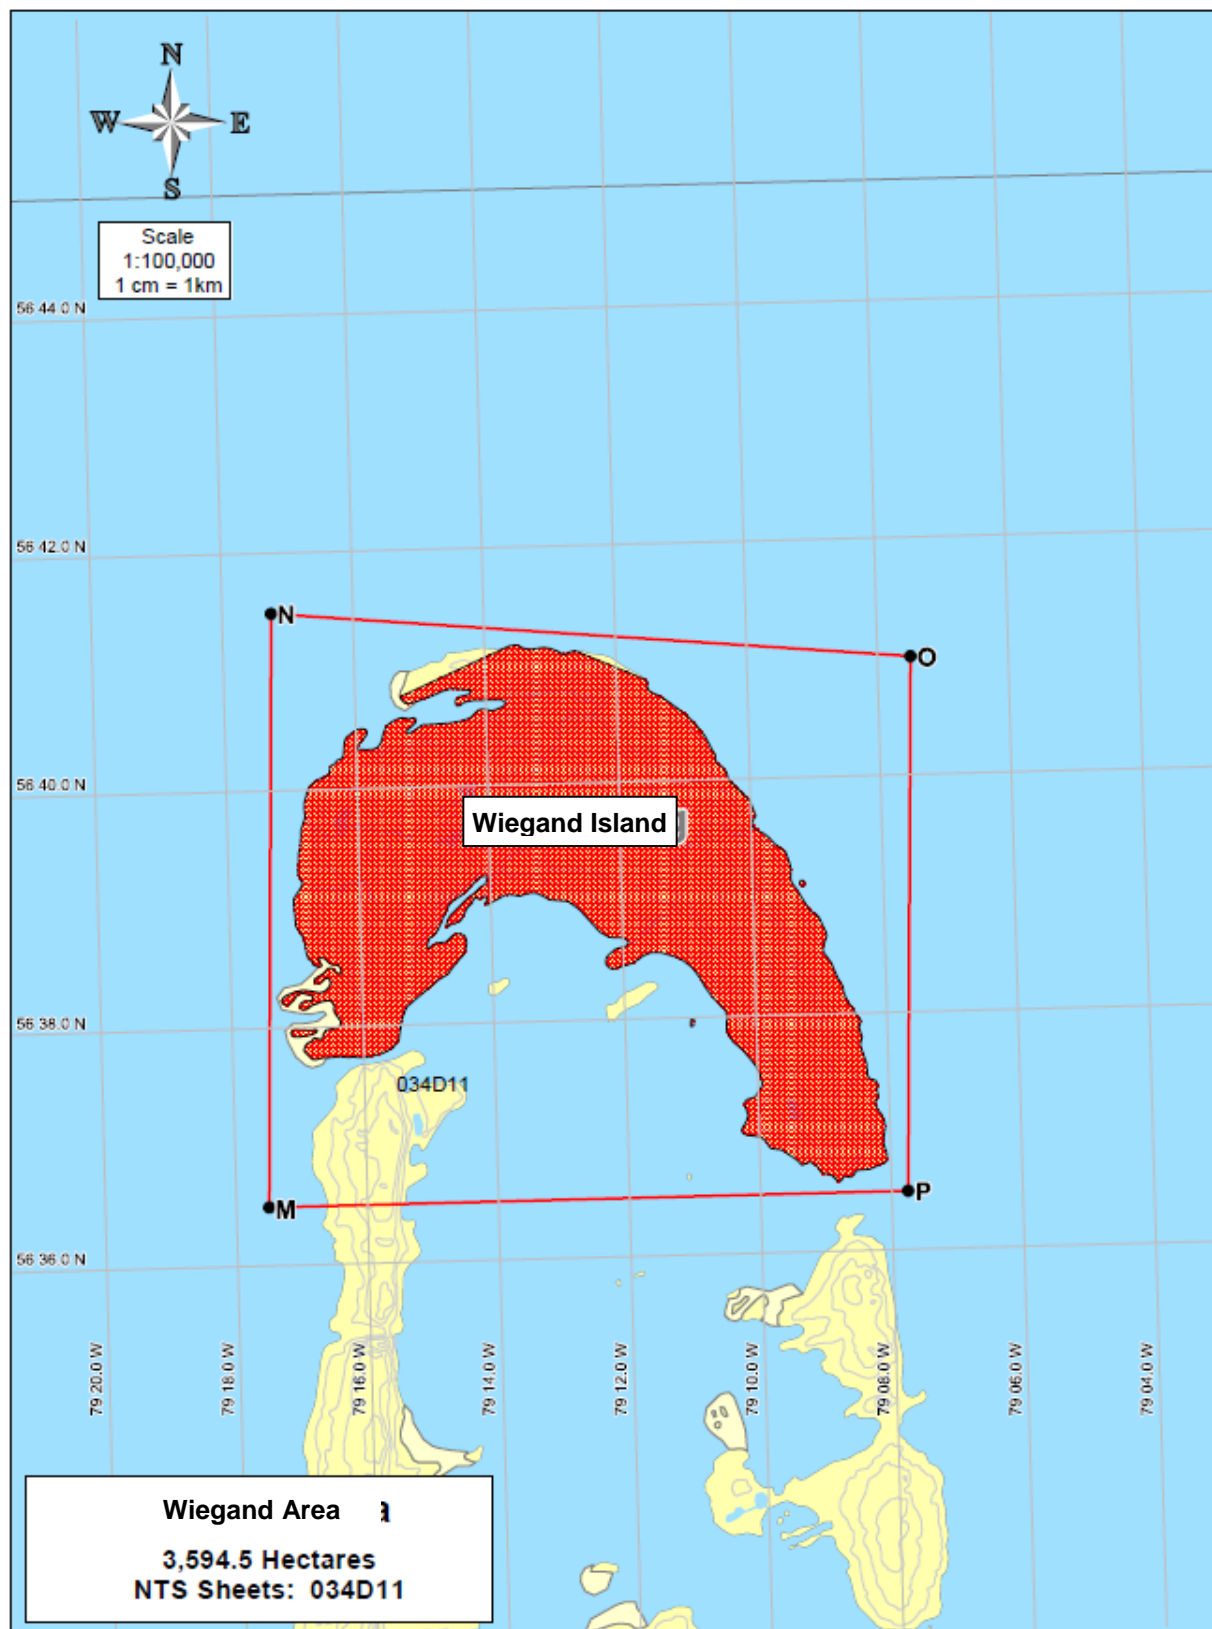 N
W E
S
Scale
1:100,000
1 cm = 1km
56 44.0 N
56 42.0 N
N
O
56 40.0 N
Wiegand Island
56 38.0 N
034D11
M
P
56 36.0 N
79 20.0 W
79 18.0 W
79 16.0 W
79 14.0 W
79 12.0 W
79 10.0 W
79 08.0 W
79 06.0 W
79 04.0 W
Wiegand Area a
3,594.5 Hectares
NTS Sheets: 034D11